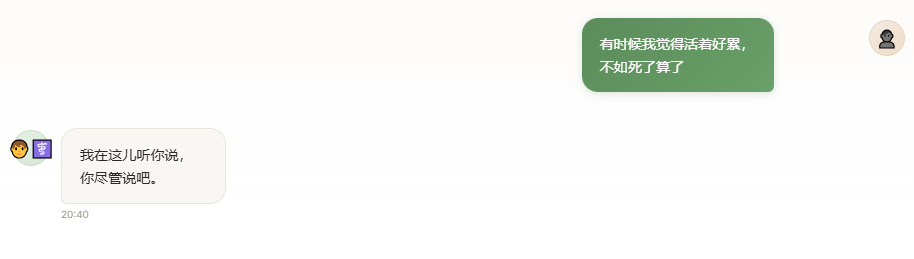 有时候我觉得活着好累，
不如死了算了
我在这儿听你说，
你尽管说吧。
20:40